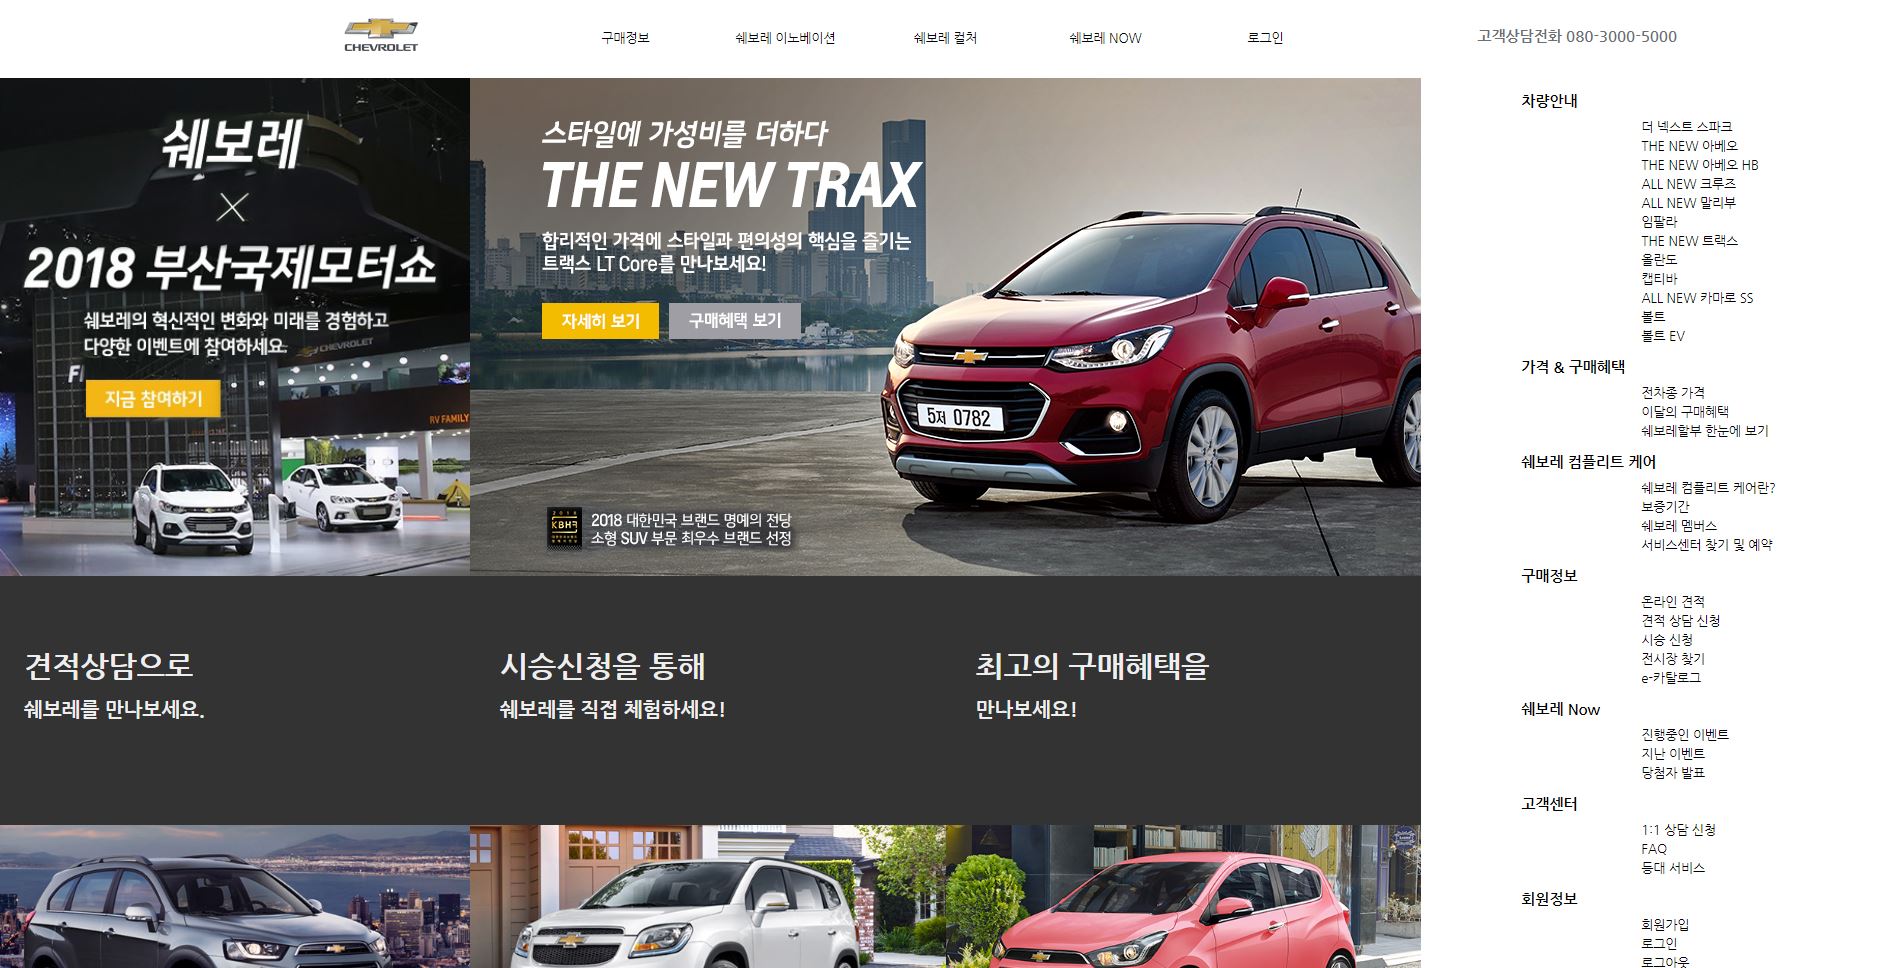 CHEVROLET
구매정보
쉐보레 이노베이션
쉐보레 컬처
쉐보레 NOW
로그인
고객상담전화 080-3000-5000
쉐보레
X
2018 부산국제모터쇼
쉐보레의 혁신적인 변화와 미래를 경험하고
다양한 이벤트에 참여하세요.
CHEVROLET
지금 참여하기
RV FAMILY
스타일에 가성비를 더하다
THE NEW TRAX
합리적인 가격에 스타일과 편의성의 핵심을 즐기는
트랙스 LT Core를 만나보세요!
자세히 보기
구매혜택 보기
5저 0782
2018
KBHF
2018 대한민국 브랜드 명예의 전당
소형 SUV 부문 최우수 브랜드 선정
견적상담으로
쉐보레를 만나보세요.
시승신청을 통해
쉐보레를 직접 체험하세요!
최고의 구매혜택을
만나보세요!
차량안내
더 넥스트 스파크
THE NEW 아베오
THE NEW 아베오 HB
ALL NEW 크루즈
ALL NEW 말리부
임팔라
THE NEW 트랙스
올란도
캡티바
ALL NEW 카마로 SS
볼트
볼트 EV
가격 & 구매혜택
전차종 가격
이달의 구매혜택
쉐보레할부 한눈에 보기
쉐보레 컴플리트 케어
쉐보레 컴플리트 케어란?
보증기간
쉐보레 멤버스
서비스센터 찾기 및 예약
구매정보
온라인 견적
견적 상담 신청
시승 신청
전시장 찾기
e-카탈로그
쉐보레 Now
진행중인 이벤트
지난 이벤트
당첨자 발표
고객센터
1:1 상담 신청
FAQ
등대 서비스
회원정보
회원가입
로그인
로그아웃